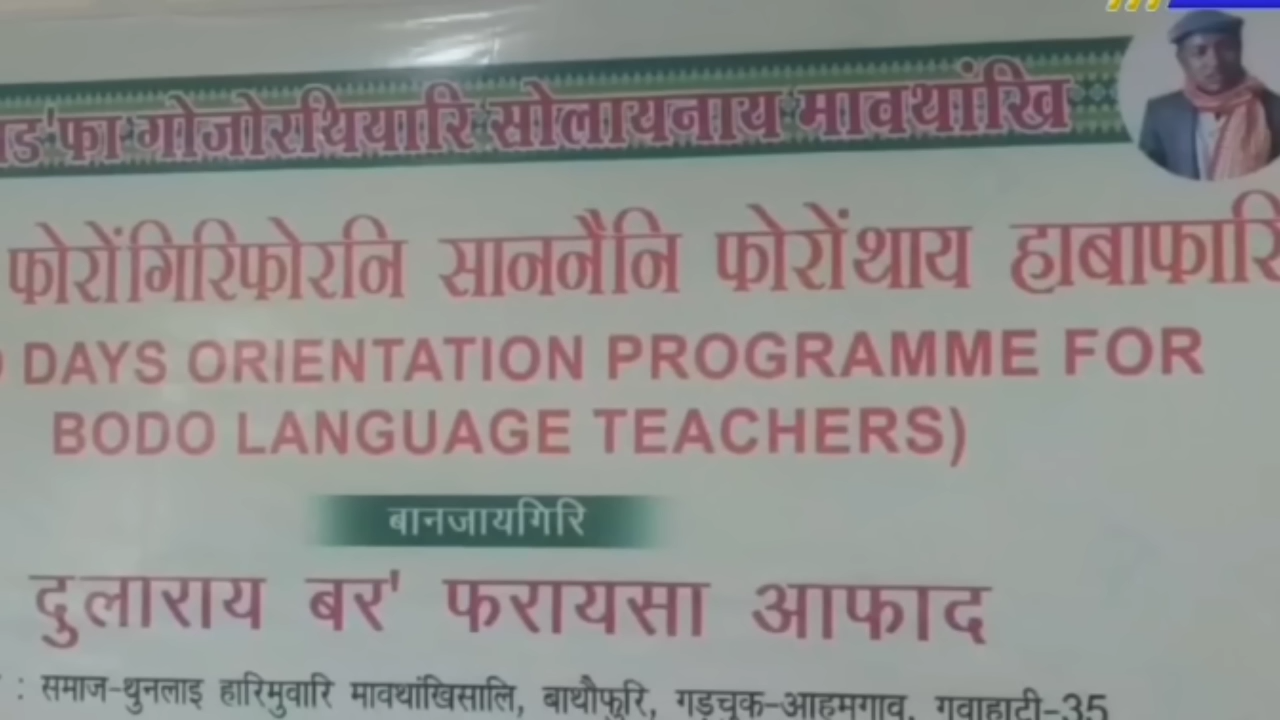 गोजोरथियारि सोलायनाय मावथांखि
फोरोंगिरिफोरनि साननैनि फोरोंथाय
DAYS ORIENTATION PROGRAMME FOR
BODO LANGUAGE TEACHERS)
बानजायगिरि
दुलाराय बर' फरायसा आफाद
: समाज-थुनलाइ हारिमुवारि मावथांखिसालि, बाथौफुरि, गड़चुक-आहमगाव, गुवाहाटी-35